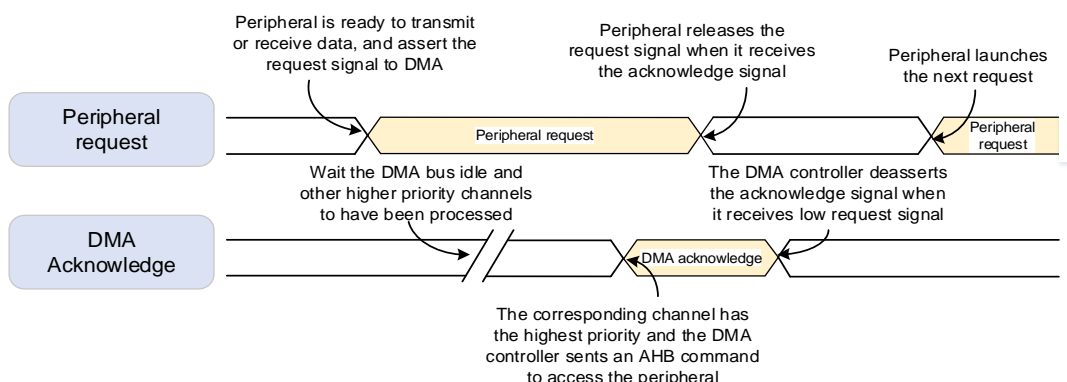 Peripheral is ready to transmit
or receive data, and assert the
request signal to DMA
Peripheral releases the
request signal when it receives
the acknowledge signal
Peripheral launches
the next request
Peripheral
request
Peripheral request
Peripheral
request
Wait the DMA bus idle and
other higher priority channels
to have been processed
The DMA controller deasserts
the acknowledge signal when
it receives low request signal
DMA
Acknowledge
DMA acknowledge
The corresponding channel has
the highest priority and the DMA
controller sents an AHB command
to access the peripheral